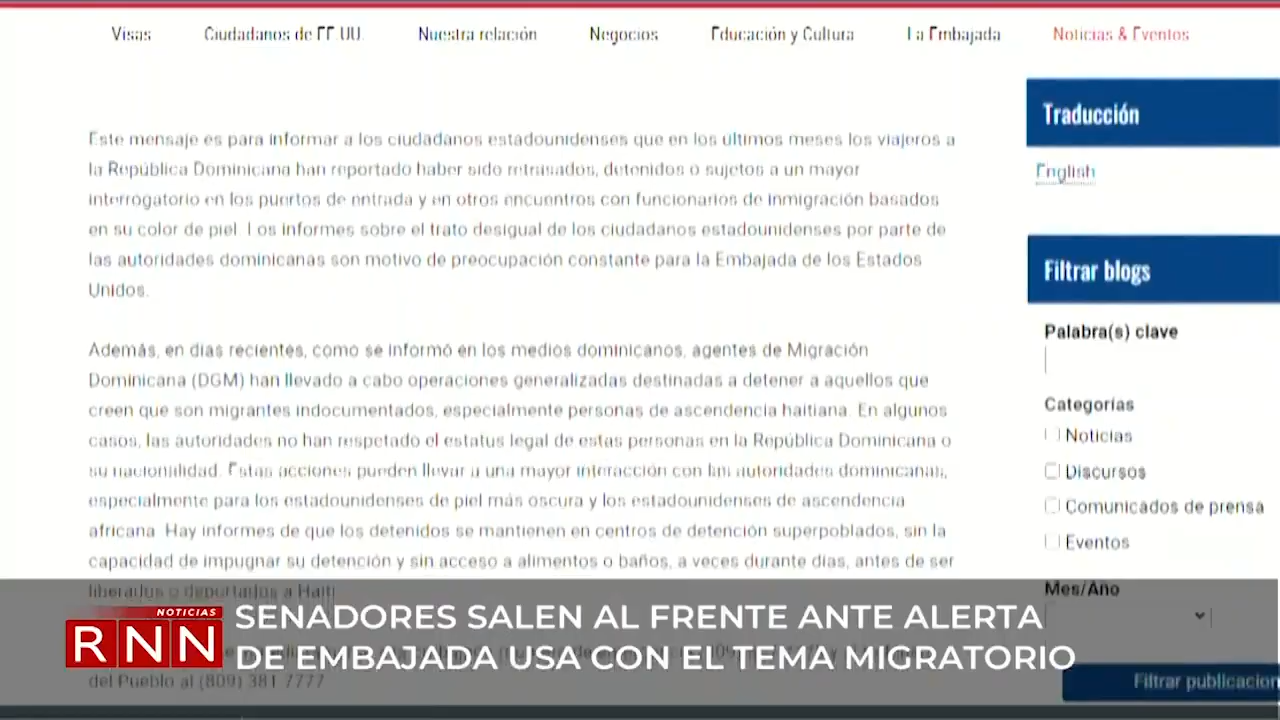 Visas Ciudadanos de EE.UU. Nuestra relación Negocios Educación y Cultura La Embajada Noticias & Eventos
Este mensaje es para informar a los ciudadanos estadounidenses que en los últimos meses los viajeros a
la República Dominicana han reportado haber sido retrasados, detenidos o sujetos a un mayor
interrogatorio en los puertos de entrada y en otros encuentros con funcionarios de inmigración basados
en su color de piel. Los informes sobre el trato desigual de los ciudadanos estadounidenses por parte de
las autoridades dominicanas son motivo de preocupación constante para la Embajada de los Estados
Unidos.
Además, en días recientes, como se informó en los medios dominicanos, agentes de Migración
Dominicana (DGM) han llevado a cabo operaciones generalizadas destinadas a detener a aquellos que
creen que son migrantes indocumentados, especialmente personas de ascendencia haitiana. En algunos
casos, las autoridades no han respetado el estatus legal de estas personas en la República Dominicana o
su nacionalidad. Estas acciones pueden llevar a una mayor interacción con las autoridades dominicanas,
especialmente para los estadounidenses de piel más oscura y los estadounidenses de ascendencia
africana. Hay informes de que los detenidos se mantienen en centros de detención superpoblados, sin la
capacidad de impugnar su detención y sin acceso a alimentos o baños, a veces durante días, antes de ser
liberados o deportados a Haití
del Pueblo al (809) 381 7777
Traducción
English
Filtrar blogs
Palabra(s) clave
Categorías
Noticias
Discursos
Comunicados de prensa
Eventos
Mes/Año
Filtrar publicacion
NOTICIAS
RNN
SENADORES SALEN AL FRENTE ANTE ALERTA
DE EMBAJADA USA CON EL TEMA MIGRATORIO